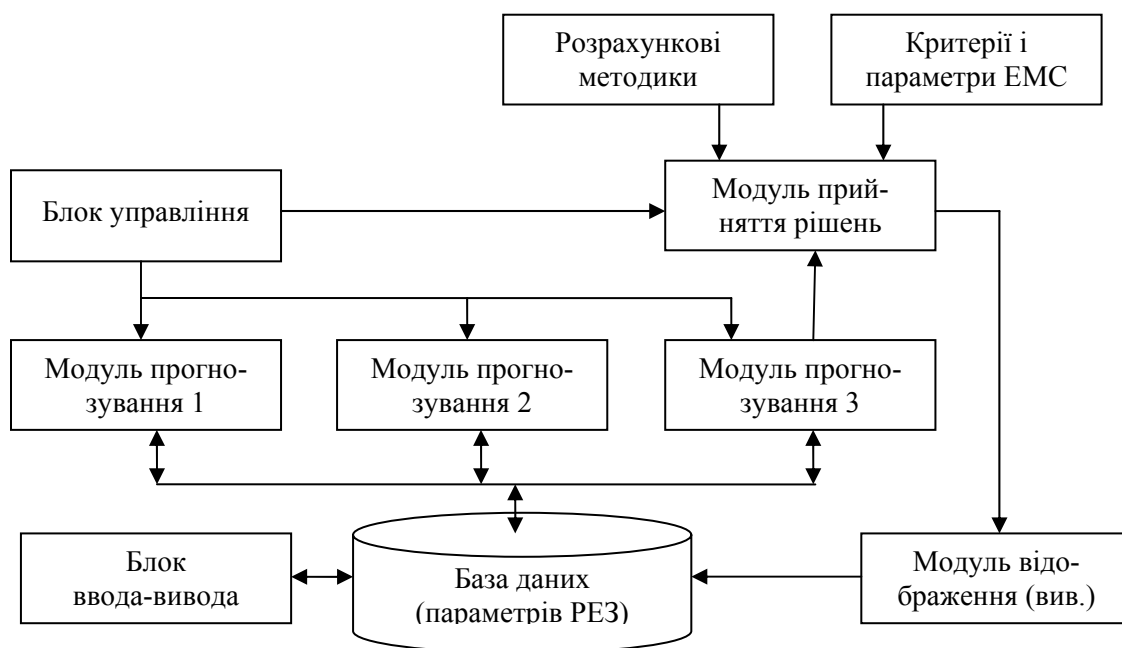 Розрахункові
методики
Критерії і
параметри ЕМС
Блок управління
Модуль прий-
няття рішень
Модуль прогно-
зування 1
Модуль прогно-
зування 2
Модуль прогно-
зування 3
Блок
ввода-вивода
База даних
(параметрів РЕЗ)
Модуль відо-
браження (вив.)